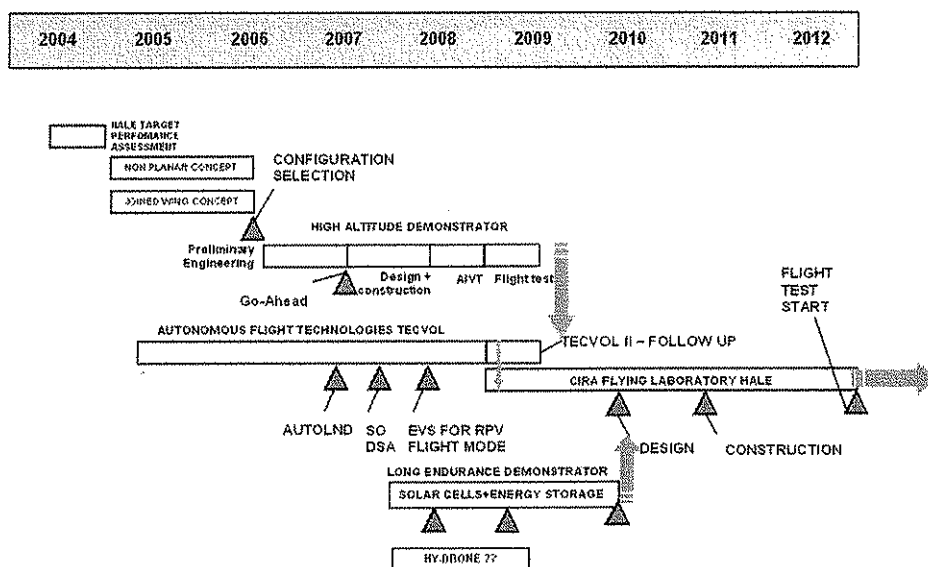 2004 2005 2006 2007 2008 2009 2010 2011 2012
HALE TARGET
PERFOMANCE
ASSESSMENT
NON PLANAR CONCEPT
CONFIGURATION
SELECTION
JOINED WING CONCEPT
HIGH ALTITUDE DEMONSTRATOR
Preliminary
Engineering
Design +
construction
AIVT
Flight test
Go-Ahead
FLIGHT
TEST
START
AUTONOMOUS FLIGHT TECHNOLOGIES TECVOL
TECVOL II – FOLLOW UP
CIRA FLYING LABORATORY HALE
AUTOLND
SO
DSA
EVS FOR RPV
FLIGHT MODE
DESIGN
CONSTRUCTION
LONG ENDURANCE DEMONSTRATOR
SOLAR CELLS+ENERGY STORAGE
HY-DRONE ??